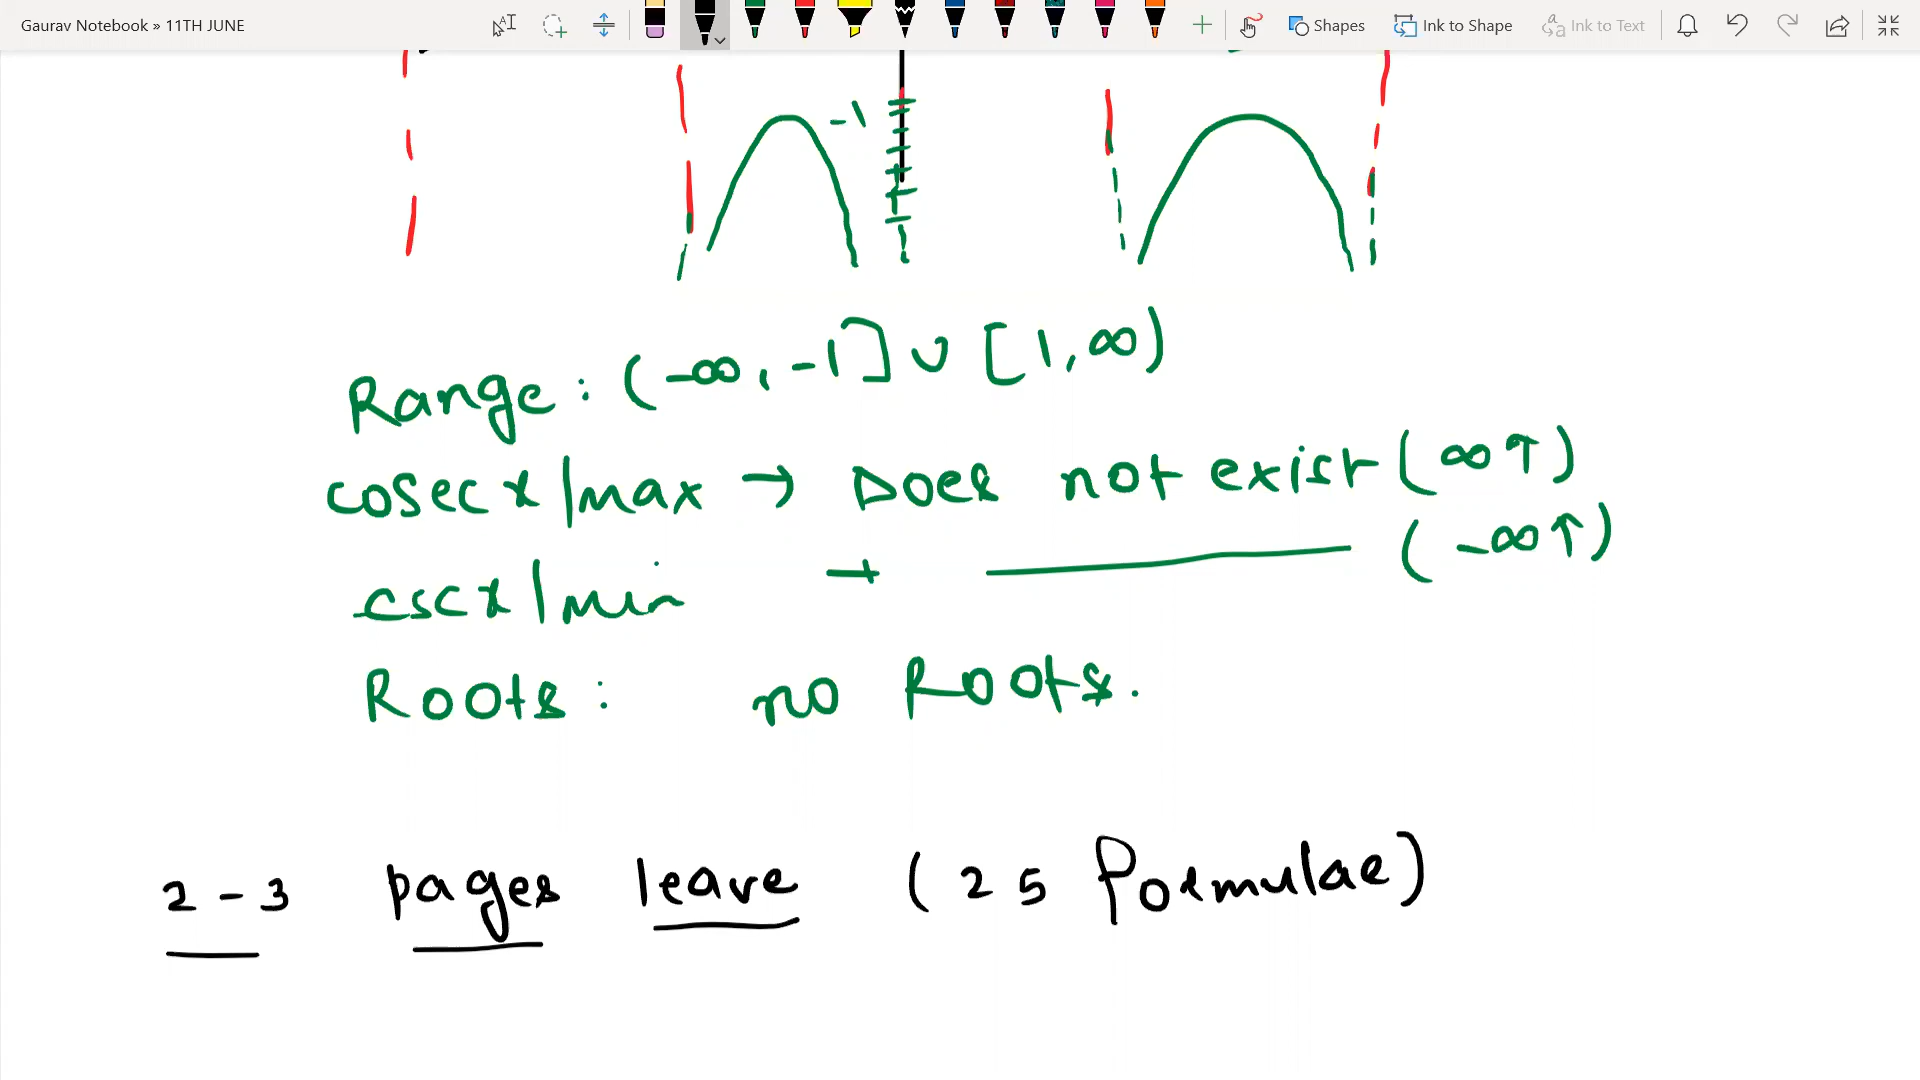 Gaurav Notebook » 11TH JUNE
Shapes
Ink to Shape
Ink to Text
-1
Range: (-∞, -1] ∪ [1, ∞)
cosec x|max → Does not exist (∞↑)
csc x|min → ——— (-∞↑)
Roots: no Roots.
2 - 3 pages leave (25 Formulae)